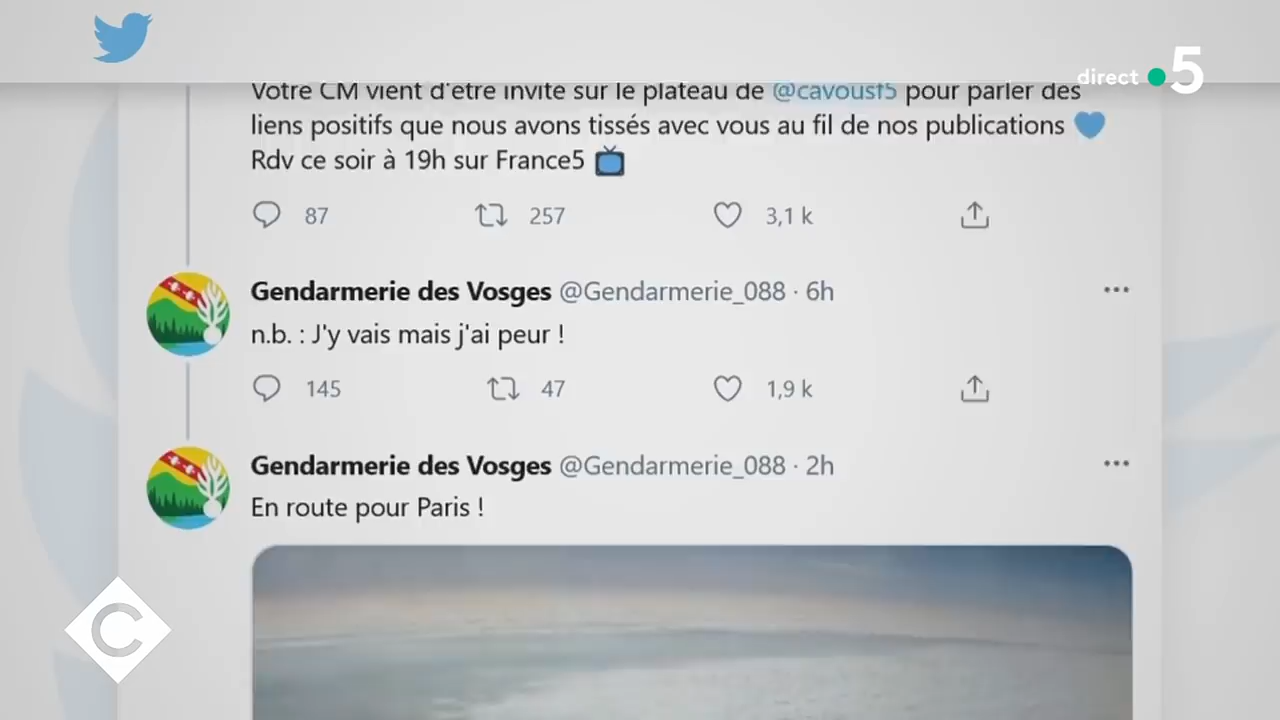 direct 5
Votre CM vient d'être invité sur le plateau de @cavousf5 pour parler des
liens positifs que nous avons tissés avec vous au fil de nos publications 💙
Rdv ce soir à 19h sur France5 📺
87 257 3,1 k
Gendarmerie des Vosges @Gendarmerie_088 · 6h ...
n.b. : J'y vais mais j'ai peur !
145 47 1,9 k
Gendarmerie des Vosges @Gendarmerie_088 · 2h ...
En route pour Paris !
C